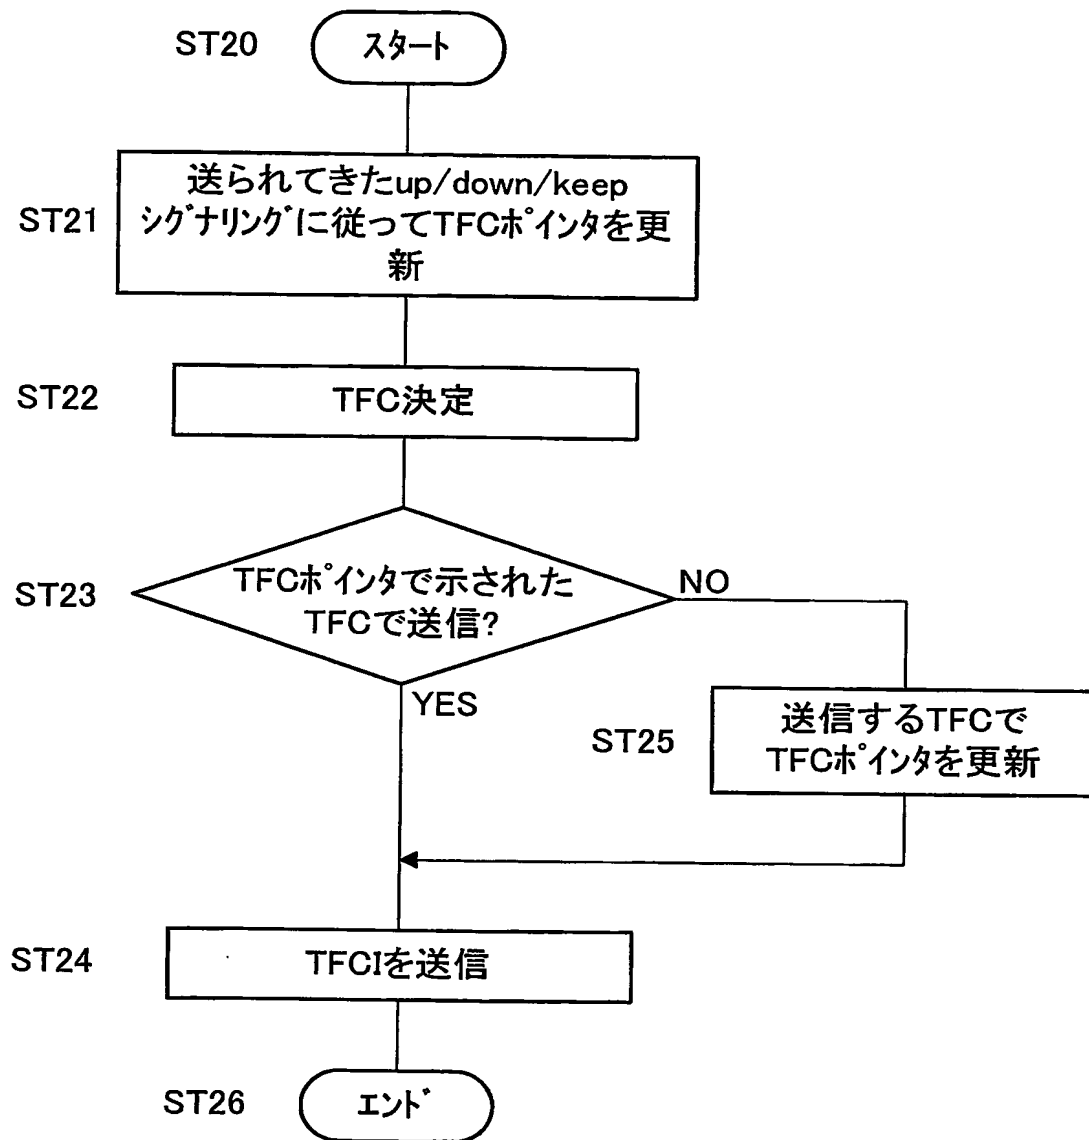 ST20
スタート
ST21
送られてきたup/down/keep
シグナリングに従ってTFCポインタを更
新
ST22
TFC決定
ST23
TFCポインタで示された
TFCで送信?
NO
YES
ST25
送信するTFCで
TFCポインタを更新
ST24
TFCIを送信
ST26
エンド